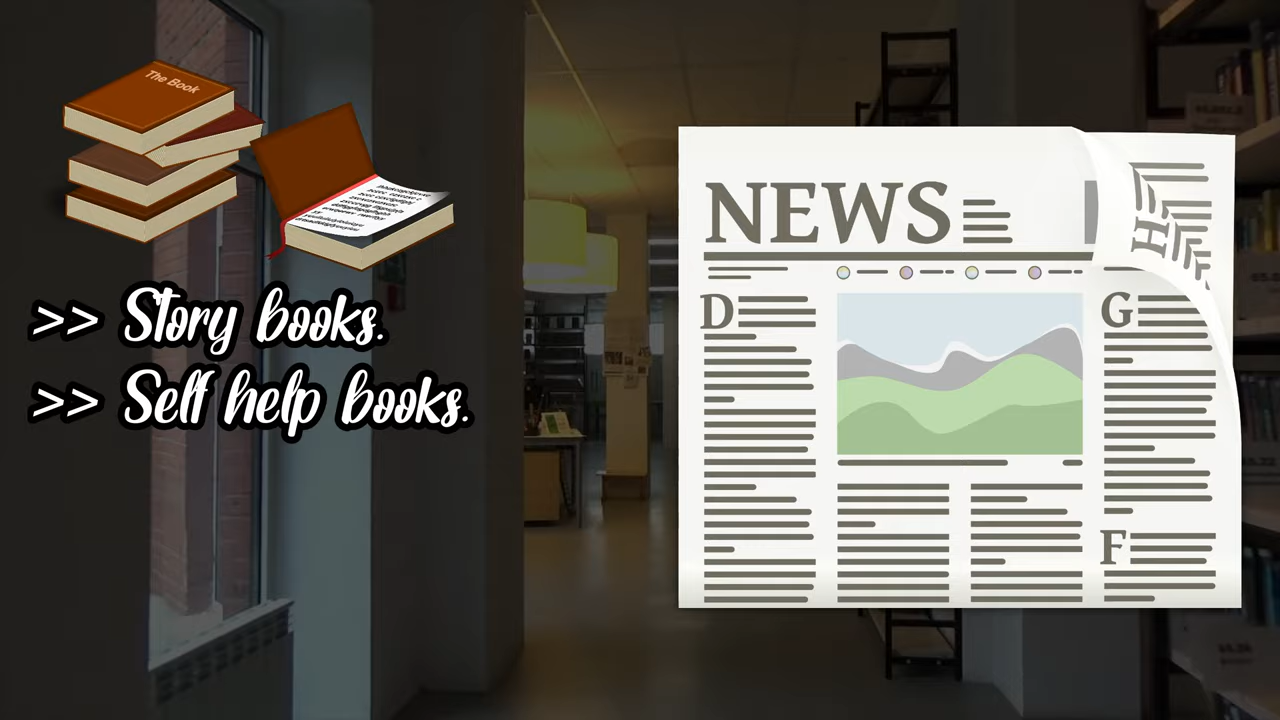 The Book
>> Story books.
>> Self help books.
NEWS
H
D
G
F